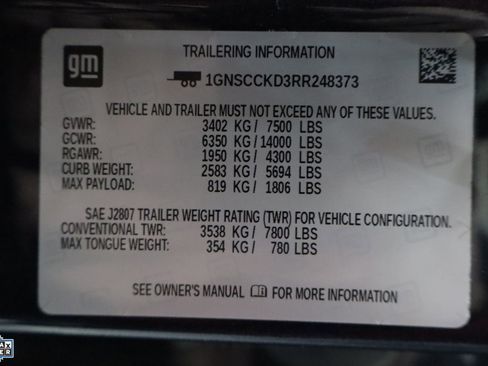 gm
TRAILERING INFORMATION
1GNSCCKD3RR248373
VEHICLE AND TRAILER MUST NOT EXCEED ANY OF THESE VALUES.
GVWR: 3402 KG / 7500 LBS
GCWR: 6350 KG / 14000 LBS
RGAWR: 1950 KG / 4300 LBS
CURB WEIGHT: 2583 KG / 5694 LBS
MAX PAYLOAD: 819 KG / 1806 LBS
SAE J2807 TRAILER WEIGHT RATING (TWR) FOR VEHICLE CONFIGURATION.
CONVENTIONAL TWR: 3538 KG / 7800 LBS
MAX TONGUE WEIGHT: 354 KG / 780 LBS
SEE OWNER'S MANUAL FOR MORE INFORMATION